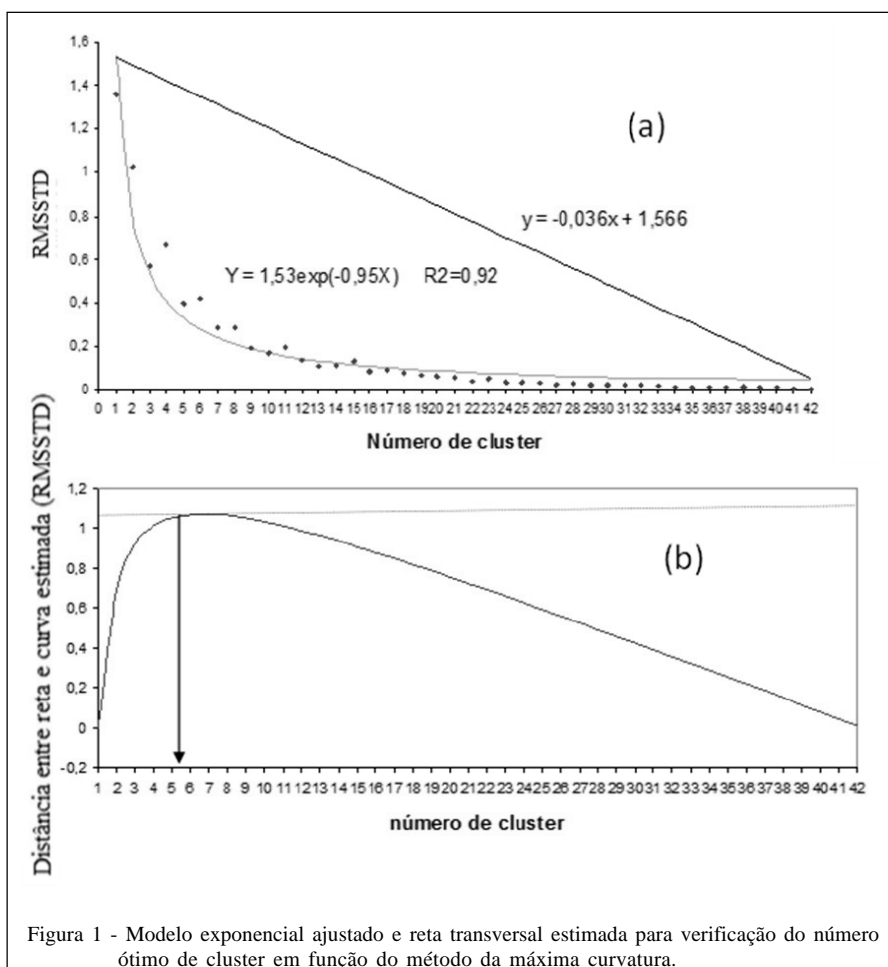 1,6
1,4
1,2
1
0,8
0,6
0,4
0,2
0
RMSSTD
(a)
y = -0,036x + 1,566
Y = 1,53exp(-0,95X) R2=0,92
0 1 2 3 4 5 6 7 8 9 10 11 12 13 14 15 16 17 18 19 20 21 22 23 24 25 26 27 28 29 30 31 32 33 34 35 36 37 38 39 40 41 42
Número de cluster
Distância entre reta e curva estimada (RMSSTD)
1,2
1
0,8
0,6
0,4
0,2
0
-0,2
(b)
1 2 3 4 5 6 7 8 9 10 11 12 13 14 15 16 17 18 19 20 21 22 23 24 25 26 27 28 29 30 31 32 33 34 35 36 37 38 39 40 41 42
número de cluster
Figura 1 - Modelo exponencial ajustado e reta transversal estimada para verificação do número
ótimo de cluster em função do método da máxima curvatura.